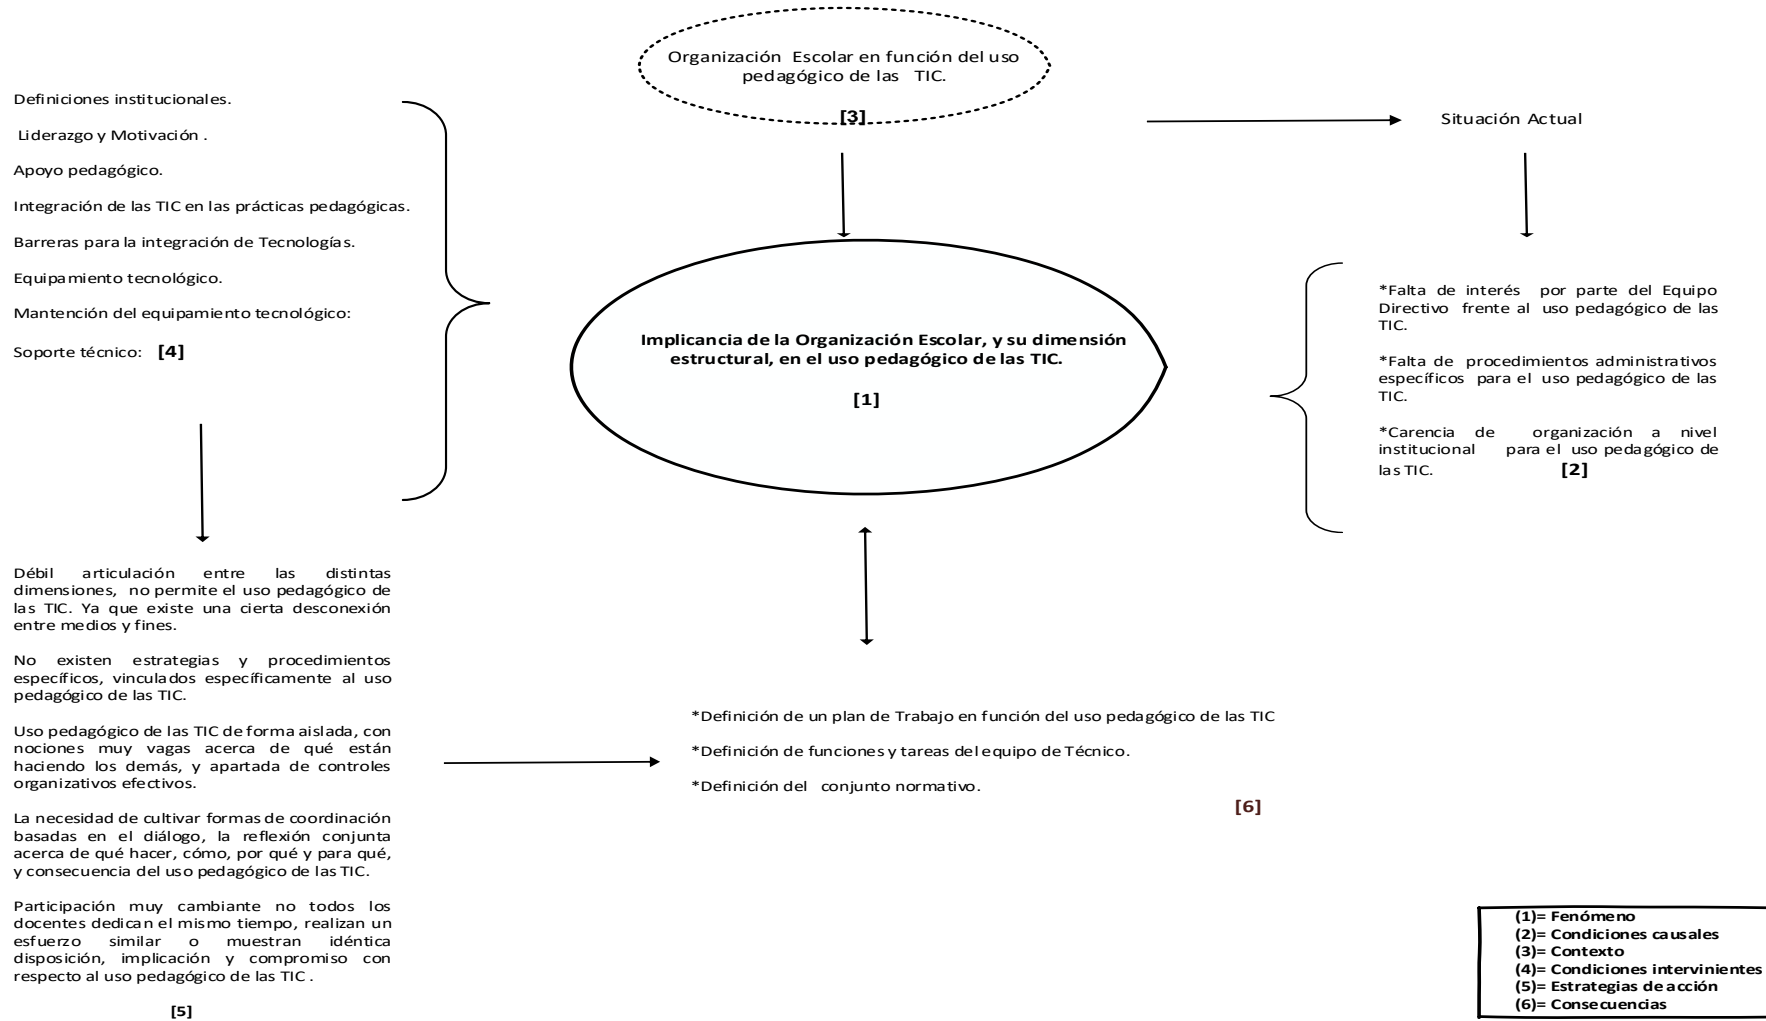 Organización Escolar en función del uso
pedagógico de las TIC.
[3]
Situación Actual
Definiciones institucionales.
Liderazgo y Motivación .
Apoyo pedagógico.
Integración de las TIC en las prácticas pedagógicas.
Barreras para la integración de Tecnologías.
Equipamiento tecnológico.
Mantención del equipamiento tecnológico:
Soporte técnico: [4]
Implicancia de la Organización Escolar, y su dimensión
estructural, en el uso pedagógico de las TIC.
[1]
*Falta de interés por parte del Equipo
Directivo frente al uso pedagógico de las
TIC.
*Falta de procedimientos administrativos
específicos para el uso pedagógico de las
TIC.
*Carencia de organización a nivel
institucional para el uso pedagógico de
las TIC. [2]
Débil articulación entre las distintas
dimensiones, no permite el uso pedagógico de
las TIC. Ya que existe una cierta desconexión
entre medios y fines.
No existen estrategias y procedimientos
específicos, vinculados específicamente al uso
pedagógico de las TIC.
Uso pedagógico de las TIC de forma aislada, con
nociones muy vagas acerca de qué están
haciendo los demás, y apartada de controles
organizativos efectivos.
La necesidad de cultivar formas de coordinación
basadas en el diálogo, la reflexión conjunta
acerca de qué hacer, cómo, por qué y para qué,
y consecuencia del uso pedagógico de las TIC.
Participación muy cambiante no todos los
docentes dedican el mismo tiempo, realizan un
esfuerzo similar o muestran idéntica
disposición, implicación y compromiso con
respecto al uso pedagógico de las TIC .
[5]
*Definición de un plan de Trabajo en función del uso pedagógico de las TIC
*Definición de funciones y tareas del equipo de Técnico.
*Definición del conjunto normativo.
[6]
(1)= Fenómeno
(2)= Condiciones causales
(3)= Contexto
(4)= Condiciones intervinientes
(5)= Estrategias de acción
(6)= Consecuencias